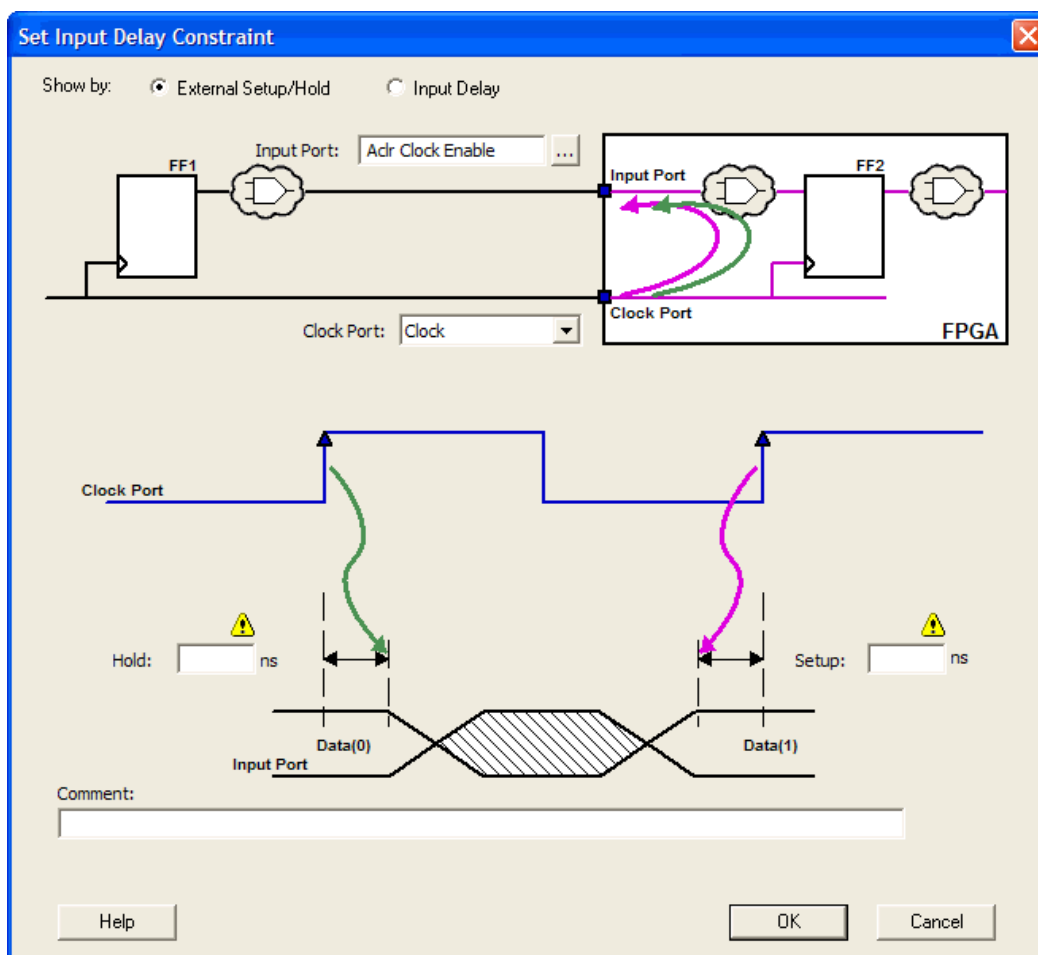 Set Input Delay Constraint
Show by: External Setup/Hold Input Delay
Input Port: Aclr Clock Enable ...
FF1
Input Port
FF2
Clock Port: Clock
Clock Port
FPGA
Clock Port
Hold: ns
Setup: ns
Data(0)
Data(1)
Input Port
Comment:
Help
OK
Cancel